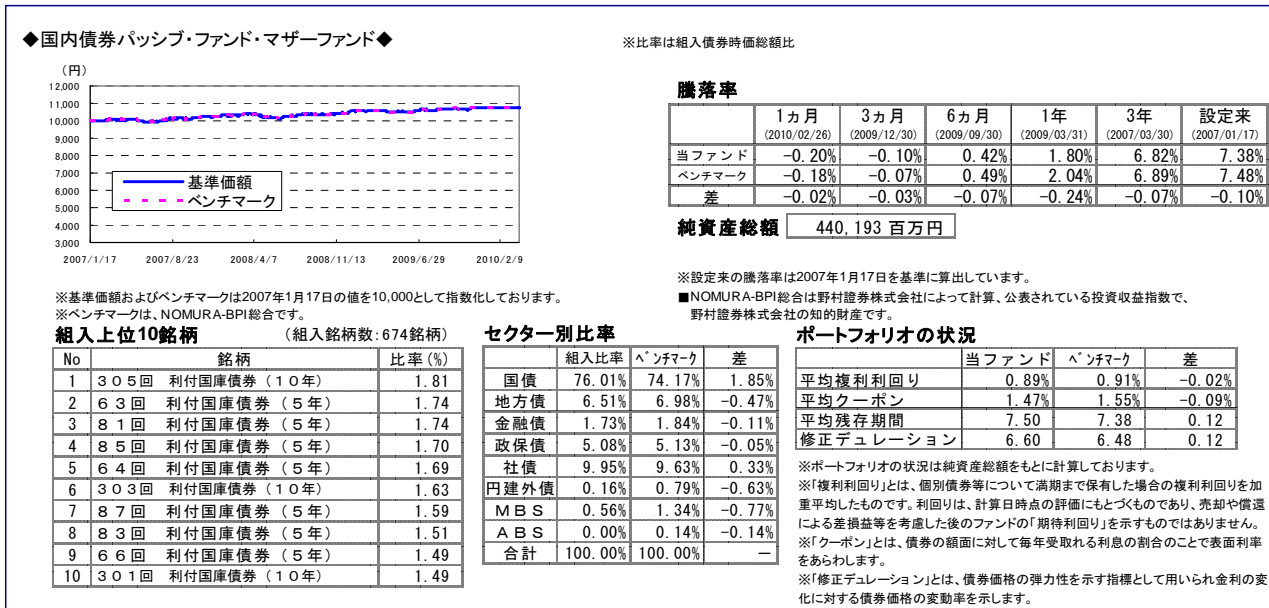 ◆国内債券パッシブ・ファンド・マザーファンド◆
※比率は組入債券時価総額比
(円)
12,000
11,000
10,000
9,000
8,000
7,000
6,000
5,000
4,000
3,000
基準価額
ベンチマーク
2007/1/17 2007/8/23 2008/4/7 2008/11/13 2009/6/29 2010/2/9
※基準価額およびベンチマークは2007年1月17日の値を10,000として指数化しております。
※ベンチマークは、NOMURA-BPI総合です。
騰落率
1ヵ月 3ヵ月 6ヵ月 1年 3年 設定来
(2010/02/26) (2009/12/30) (2009/09/30) (2009/03/31) (2007/03/30) (2007/01/17)
当ファンド -0.20% -0.10% 0.42% 1.80% 6.82% 7.38%
ベンチマーク -0.18% -0.07% 0.49% 2.04% 6.89% 7.48%
差 -0.02% -0.03% -0.07% -0.24% -0.07% -0.10%
純資産総額 440,193 百万円
※設定来の騰落率は2007年1月17日を基準に算出しています。
■NOMURA-BPI総合は野村證券株式会社によって計算、公表されている投資収益指数で、
野村證券株式会社の知的財産です。
組入上位10銘柄 (組入銘柄数:674銘柄)
No 銘柄 比率(%)
1 305回 利付国庫債券(10年) 1.81
2 63回 利付国庫債券(5年) 1.74
3 81回 利付国庫債券(5年) 1.74
4 85回 利付国庫債券(5年) 1.70
5 64回 利付国庫債券(5年) 1.69
6 303回 利付国庫債券(10年) 1.63
7 87回 利付国庫債券(5年) 1.59
8 83回 利付国庫債券(5年) 1.51
9 66回 利付国庫債券(5年) 1.49
10 301回 利付国庫債券(10年) 1.49
セクター別比率
組入比率 ベンチマーク 差
国債 76.01% 74.17% 1.85%
地方債 6.51% 6.98% -0.47%
金融債 1.73% 1.84% -0.11%
政保債 5.08% 5.13% -0.05%
社債 9.95% 9.63% 0.33%
円建外債 0.16% 0.79% -0.63%
MBS 0.56% 1.34% -0.77%
ABS 0.00% 0.14% -0.14%
合計 100.00% 100.00% −
ポートフォリオの状況
当ファンド ベンチマーク 差
平均複利利回り 0.89% 0.91% -0.02%
平均クーポン 1.47% 1.55% -0.09%
平均残存期間 7.50 7.38 0.12
修正デュレーション 6.60 6.48 0.12
※ポートフォリオの状況は純資産総額をもとに計算しております。
※「複利利回り」とは、個別債券等について満期まで保有した場合の複利利回りを加
重平均したものです。利回りは、計算日時点の評価にもとづくものであり、売却や償還
による差損益等を考慮した後のファンドの「期待利回り」を示すものではありません。
※「クーポン」とは、債券の額面に対して毎年受取れる利息の割合のことで表面利率
をあらわします。
※「修正デュレーション」とは、債券価格の弾力性を示す指標として用いられ金利の変
化に対する債券価格の変動率を示します。